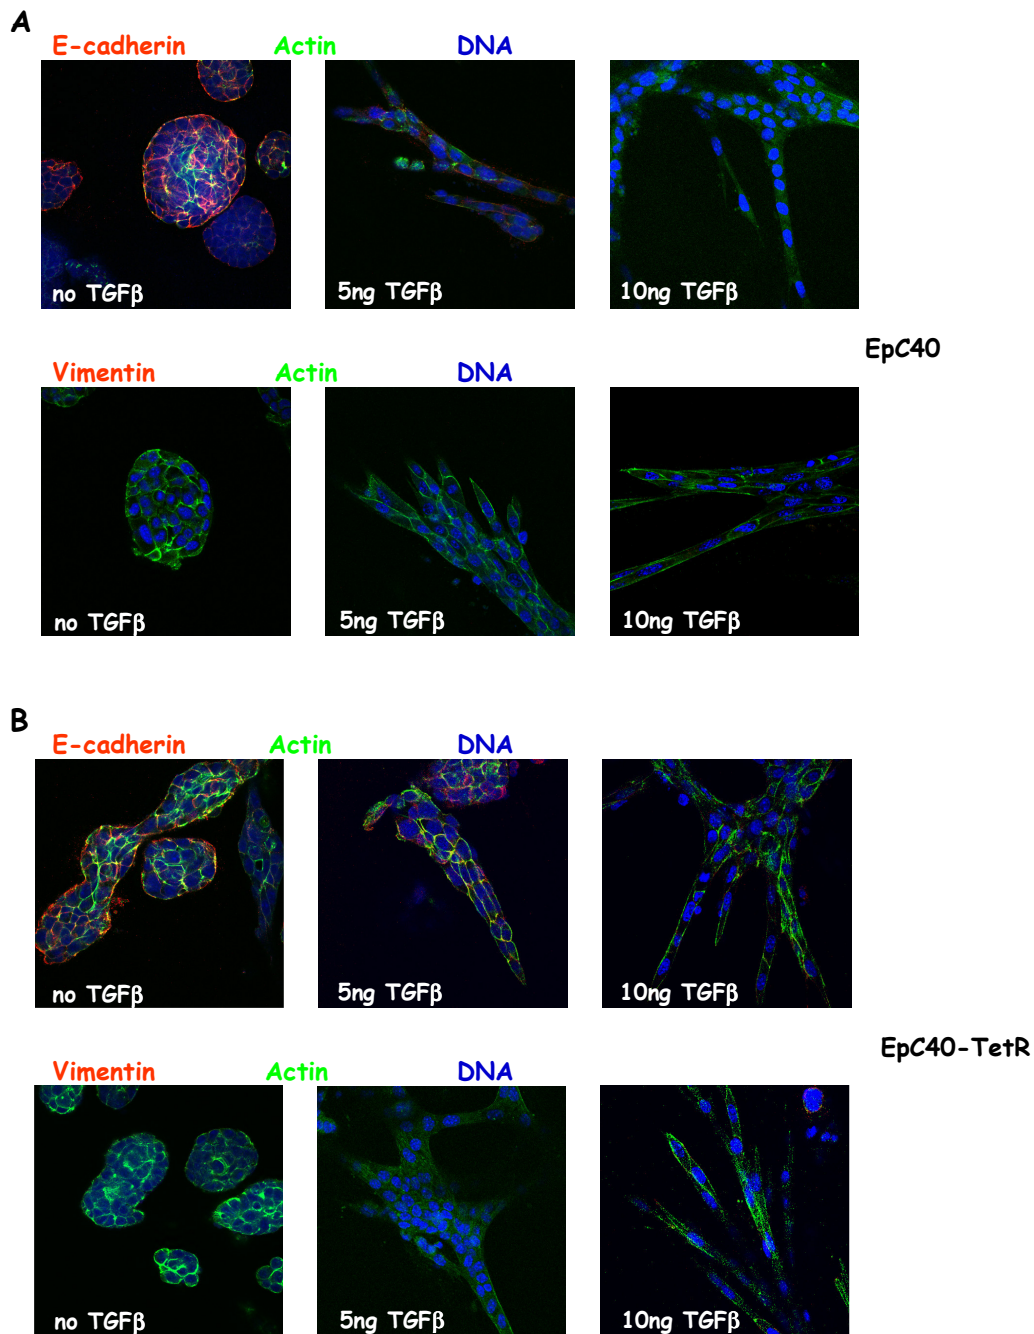 A
E-cadherin Actin DNA
no TGFβ 5ng TGFβ 10ng TGFβ
EpC40
Vimentin Actin DNA
no TGFβ 5ng TGFβ 10ng TGFβ
B
E-cadherin Actin DNA
no TGFβ 5ng TGFβ 10ng TGFβ
EpC40-TetR
Vimentin Actin DNA
no TGFβ 5ng TGFβ 10ng TGFβ